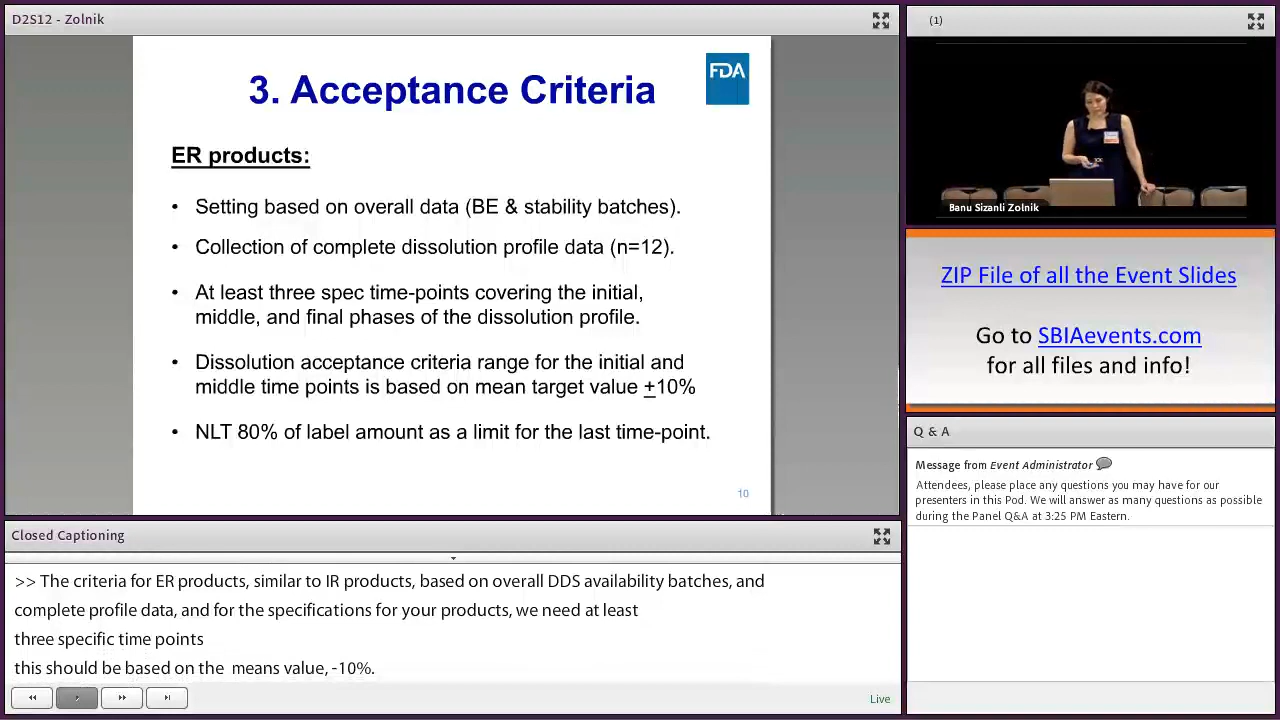 D2S12 - Zolnik
3. Acceptance Criteria
FDA
ER products:
• Setting based on overall data (BE & stability batches).
• Collection of complete dissolution profile data (n=12).
• At least three spec time-points covering the initial,
middle, and final phases of the dissolution profile.
• Dissolution acceptance criteria range for the initial and
middle time points is based on mean target value ±10%
• NLT 80% of label amount as a limit for the last time-point.
10
Closed Captioning
>> The criteria for ER products, similar to IR products, based on overall DDS availability batches, and
complete profile data, and for the specifications for your products, we need at least
three specific time points
this should be based on the  means value, -10%.
Live
(1)
Banu Sizanli Zolnik
ZIP File of all the Event Slides
Go to SBIAevents.com
for all files and info!
Q & A
Message from Event Administrator
Attendees, please place any questions you may have for our
presenters in this Pod. We will answer as many questions as possible
during the Panel Q&A at 3:25 PM Eastern.